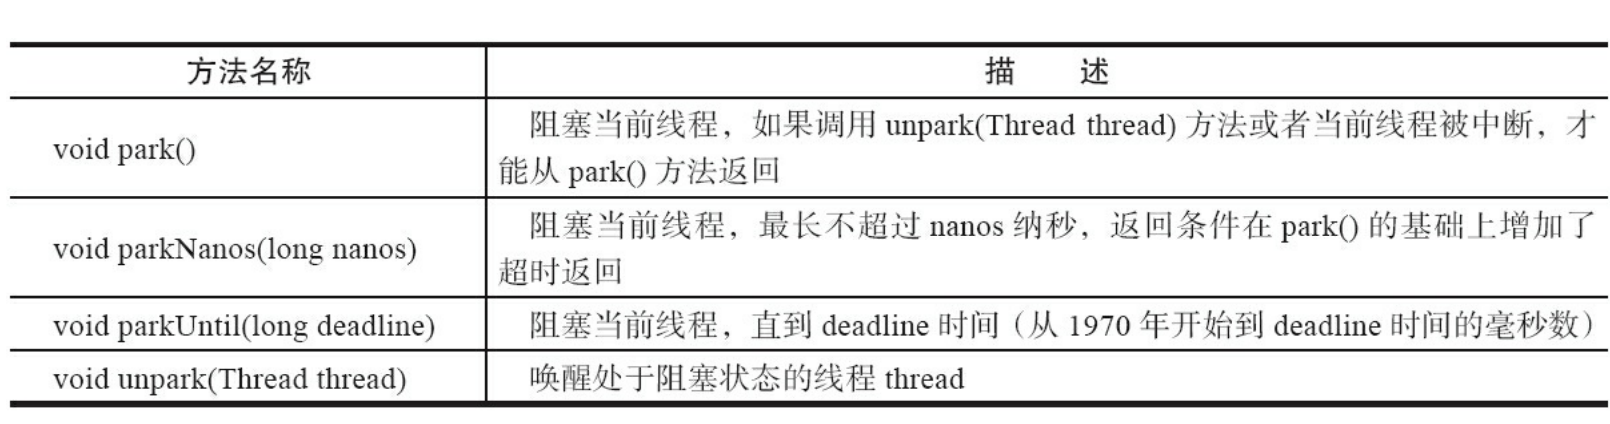 方法名称
描 述
void park()
阻塞当前线程，如果调用 unpark(Thread thread) 方法或者当前线程被中断，才
能从 park() 方法返回
void parkNanos(long nanos)
阻塞当前线程，最长不超过 nanos 纳秒，返回条件在 park() 的基础上增加了
超时返回
void parkUntil(long deadline)
阻塞当前线程，直到 deadline 时间（从 1970 年开始到 deadline 时间的毫秒数）
void unpark(Thread thread)
唤醒处于阻塞状态的线程 thread